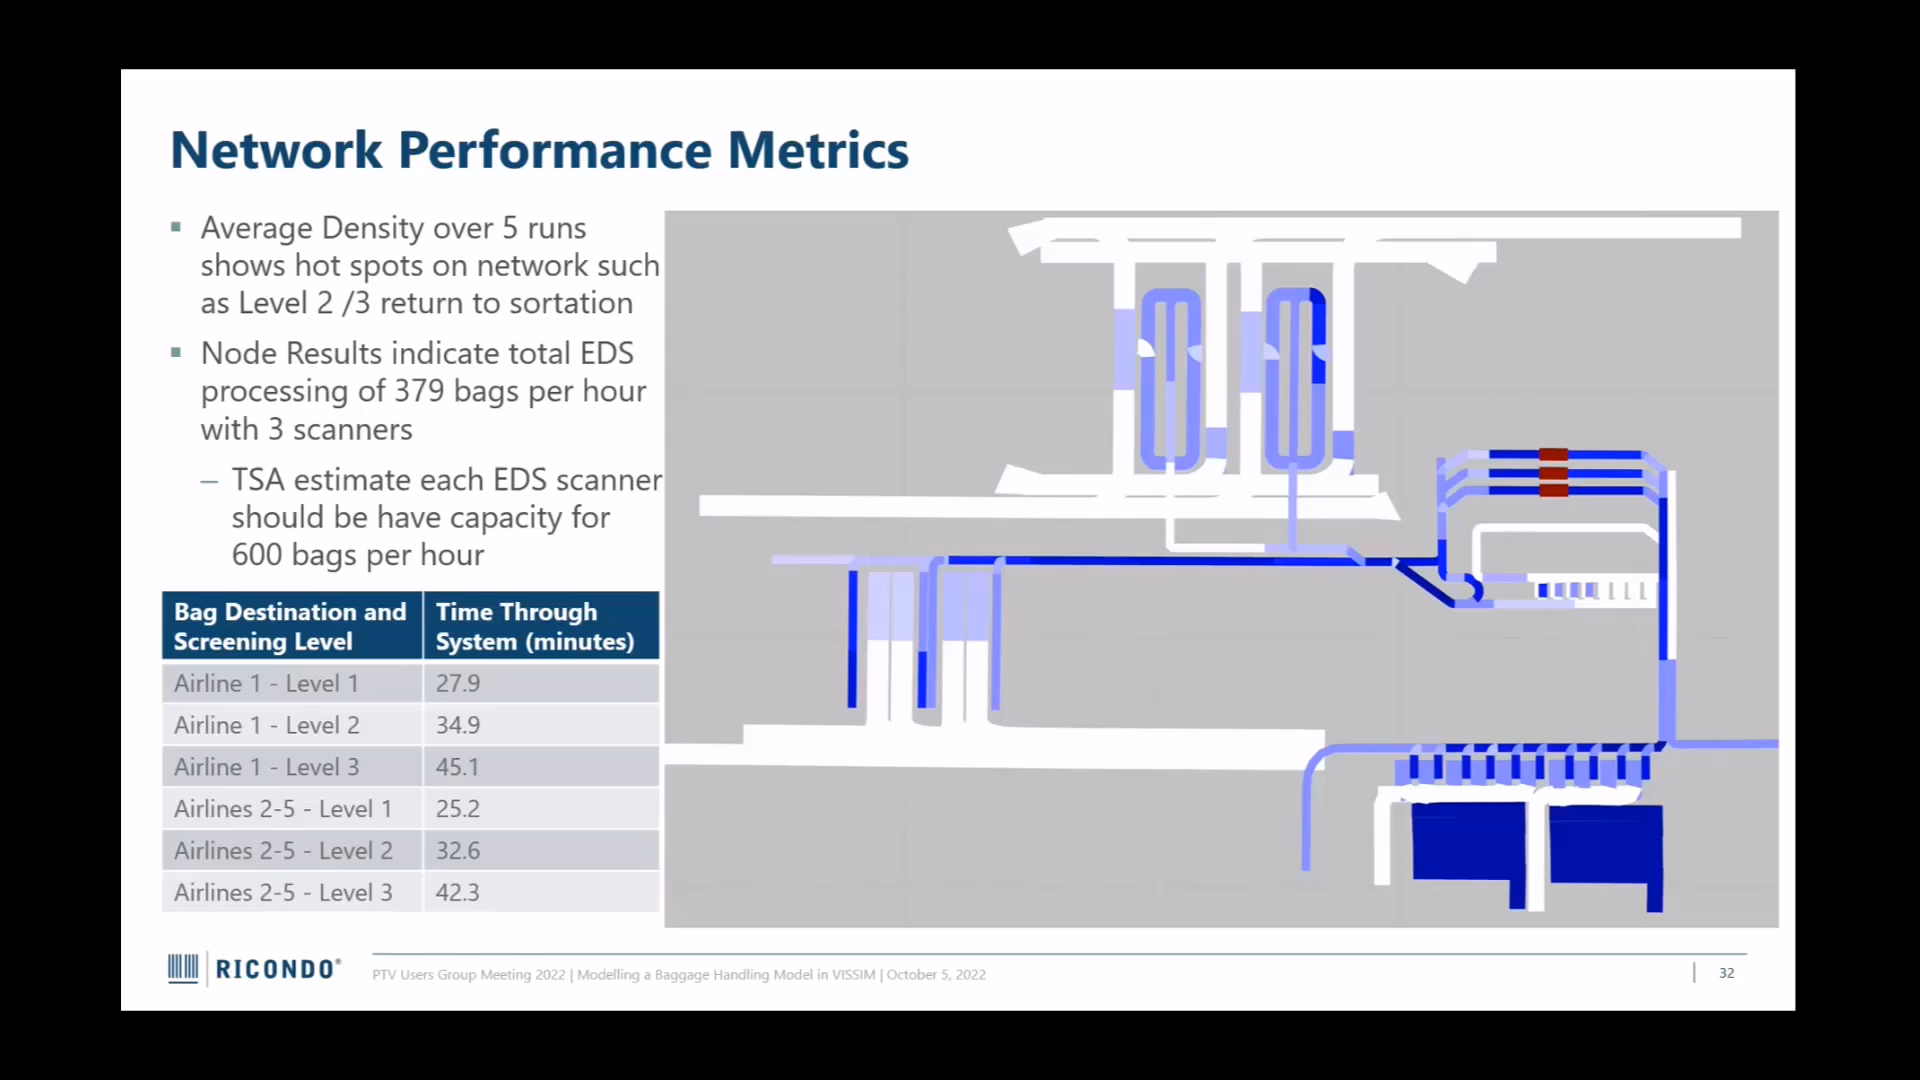 Network Performance Metrics
Average Density over 5 runs
shows hot spots on network such
as Level 2 /3 return to sortation
Node Results indicate total EDS
processing of 379 bags per hour
with 3 scanners
– TSA estimate each EDS scanner
should be have capacity for
600 bags per hour
Bag Destination and Screening Level | Time Through System (minutes)
Airline 1 - Level 1 | 27.9
Airline 1 - Level 2 | 34.9
Airline 1 - Level 3 | 45.1
Airlines 2-5 - Level 1 | 25.2
Airlines 2-5 - Level 2 | 32.6
Airlines 2-5 - Level 3 | 42.3
RICONDO®
PTV Users Group Meeting 2022 | Modelling a Baggage Handling Model in VISSIM | October 5, 2022
32